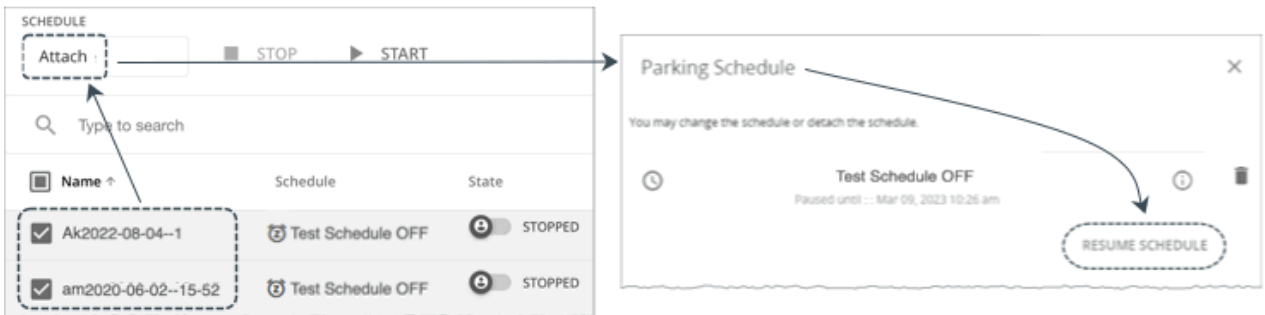 SCHEDULE
Attach
STOP START
Type to search
Name ↑ Schedule State
Ak2022-08-04--1 Test Schedule OFF STOPPED
am2020-06-02--15-52 Test Schedule OFF STOPPED
Parking Schedule
You may change the schedule or detach the schedule.
Test Schedule OFF
Paused until : : Mar 09, 2023 10:26 am
RESUME SCHEDULE